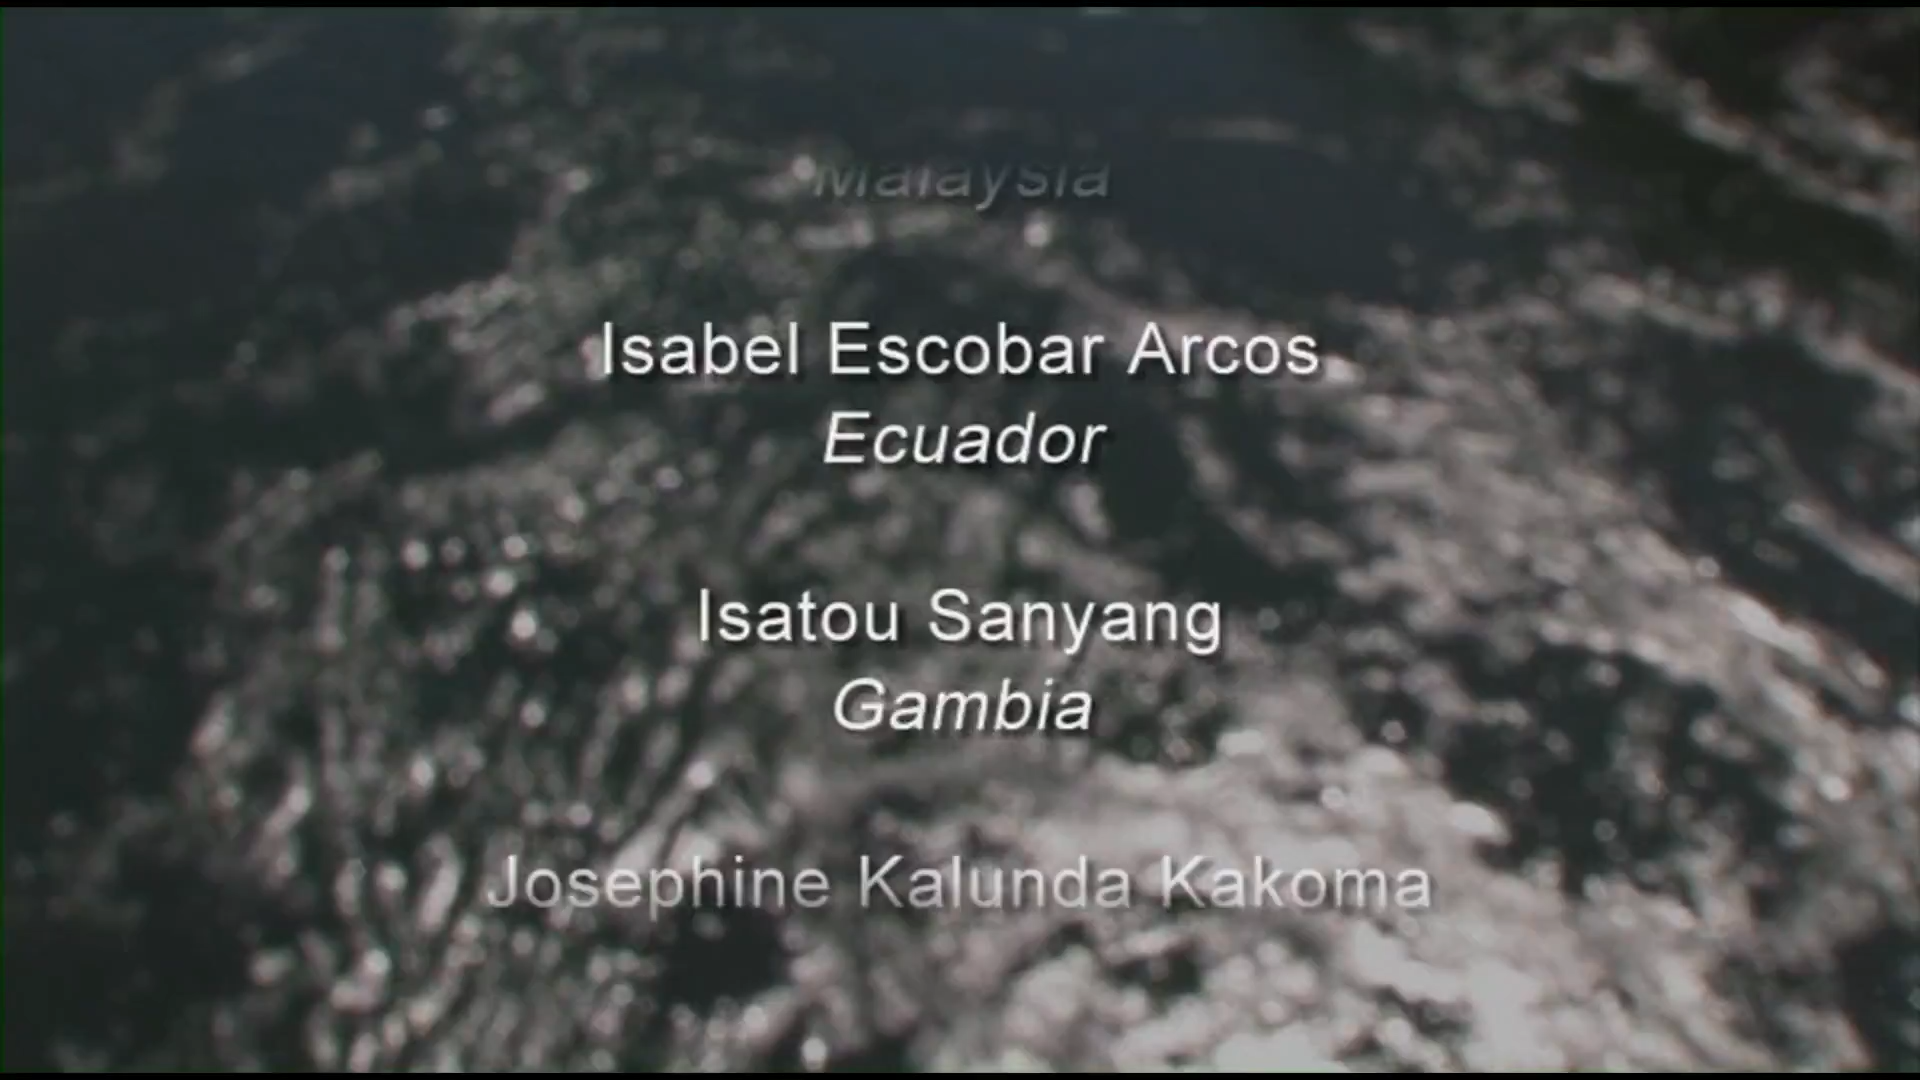 Malaysia
Isabel Escobar Arcos
Ecuador
Isatou Sanyang
Gambia
Josephine Kalunda Kakoma